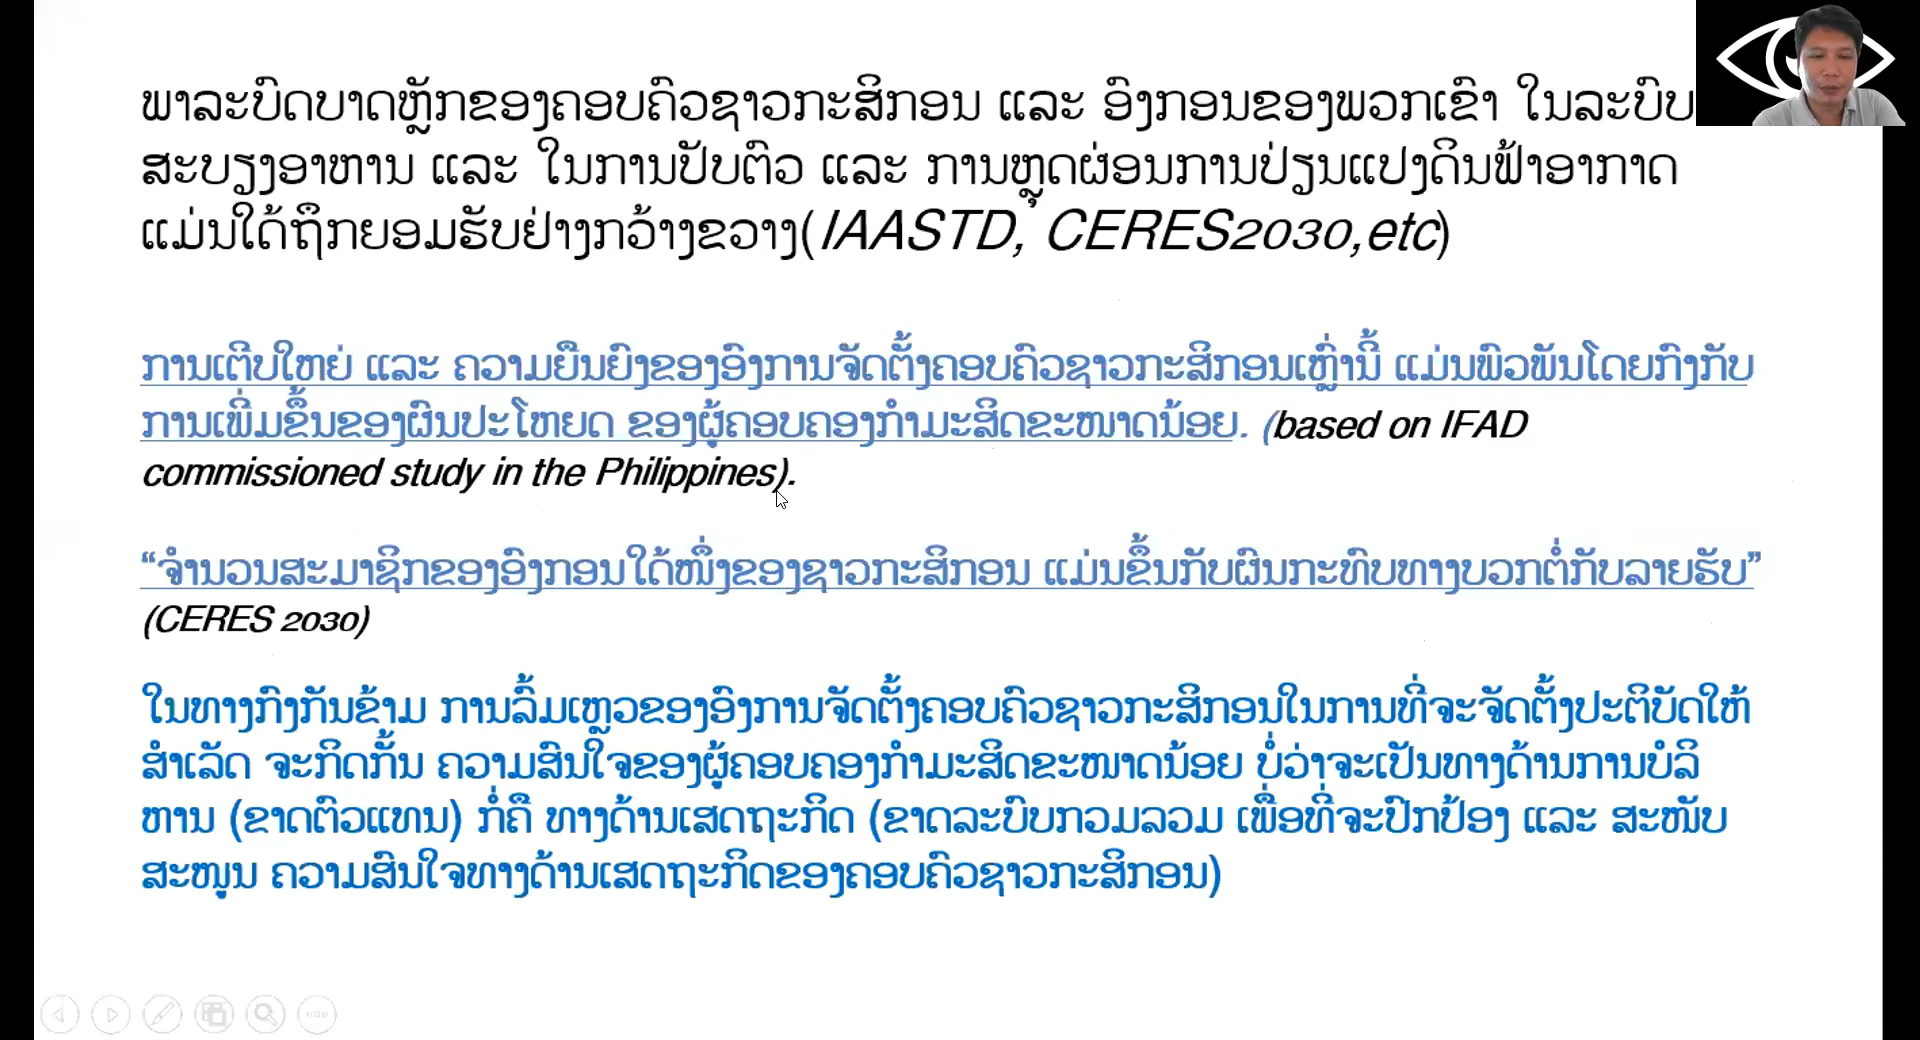 ພາລະບົດບາດຫຼັກຂອງຄອບຄົວຊາວກະສິກອນ ແລະ ອົງກອນຂອງພວກເຂົາ ໃນລະບົບ
ສະບຽງອາຫານ ແລະ ໃນການປັບຕົວ ແລະ ການຫຼຸດຜ່ອນການປ່ຽນແປງດິນຟ້າອາກາດ
ແມ່ນໄດ້ຖືກຍອມຮັບຢ່າງກວ້າງຂວາງ(IAASTD, CERES2030,etc)
ການເຕີບໃຫຍ່ ແລະ ຄວາມຍືນຍົງຂອງອົງການຈັດຕັ້ງຄອບຄົວຊາວກະສິກອນເຫຼົ່ານີ້ ແມ່ນພົວພັນໂດຍກົງກັບ
ການເພີ່ມຂຶ້ນຂອງຜົນປະໂຫຍດ ຂອງຜູ້ຄອບຄອງກຳມະສິດຂະໜາດນ້ອຍ. (based on IFAD
commissioned study in the Philippines).
“ຈຳນວນສະມາຊິກຂອງອົງກອນໃດ້ໜຶ່ງຂອງຊາວກະສິກອນ ແມ່ນຂຶ້ນກັບຜົນກະທົບທາງບວກຕໍ່ກັບລາຍຮັບ”
(CERES 2030)
ໃນທາງກົງກັນຂ້າມ ການລົ້ມເຫຼວຂອງອົງການຈັດຕັ້ງຄອບຄົວຊາວກະສິກອນໃນການທີ່ຈະຈັດຕັ້ງປະຕິບັດໃຫ້
ສຳເລັດ ຈະກິດກັ້ນ ຄວາມສົນໃຈຂອງຜູ້ຄອບຄອງກຳມະສິດຂະໜາດນ້ອຍ ບໍ່ວ່າຈະເປັນທາງດ້ານການບໍລິ
ຫານ (ຂາດຕົວແທນ) ກໍ່ຄື ທາງດ້ານເສດຖະກິດ (ຂາດລະບົບກວມລວມ ເພື່ອທີ່ຈະປົກປ້ອງ ແລະ ສະໜັບ
ສະໜູນ ຄວາມສົນໃຈທາງດ້ານເສດຖະກິດຂອງຄອບຄົວຊາວກະສິກອນ)